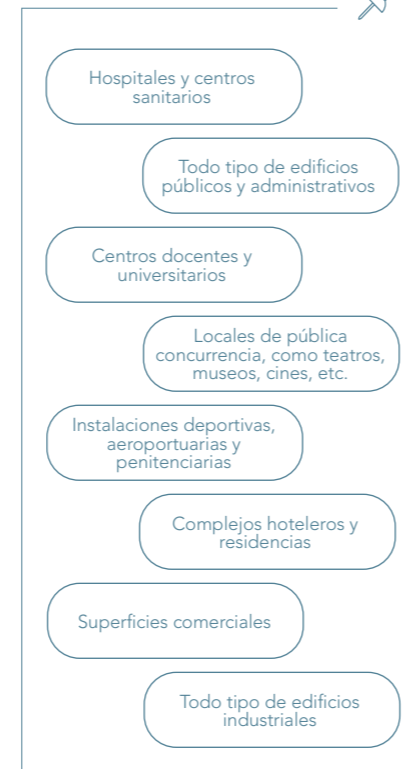 Hospitales y centros
sanitarios
Todo tipo de edificios
públicos y administrativos
Centros docentes y
universitarios
Locales de pública
concurrencia, como teatros,
museos, cines, etc.
Instalaciones deportivas,
aeroportuarias y
penitenciarias
Complejos hoteleros y
residencias
Superficies comerciales
Todo tipo de edificios
industriales